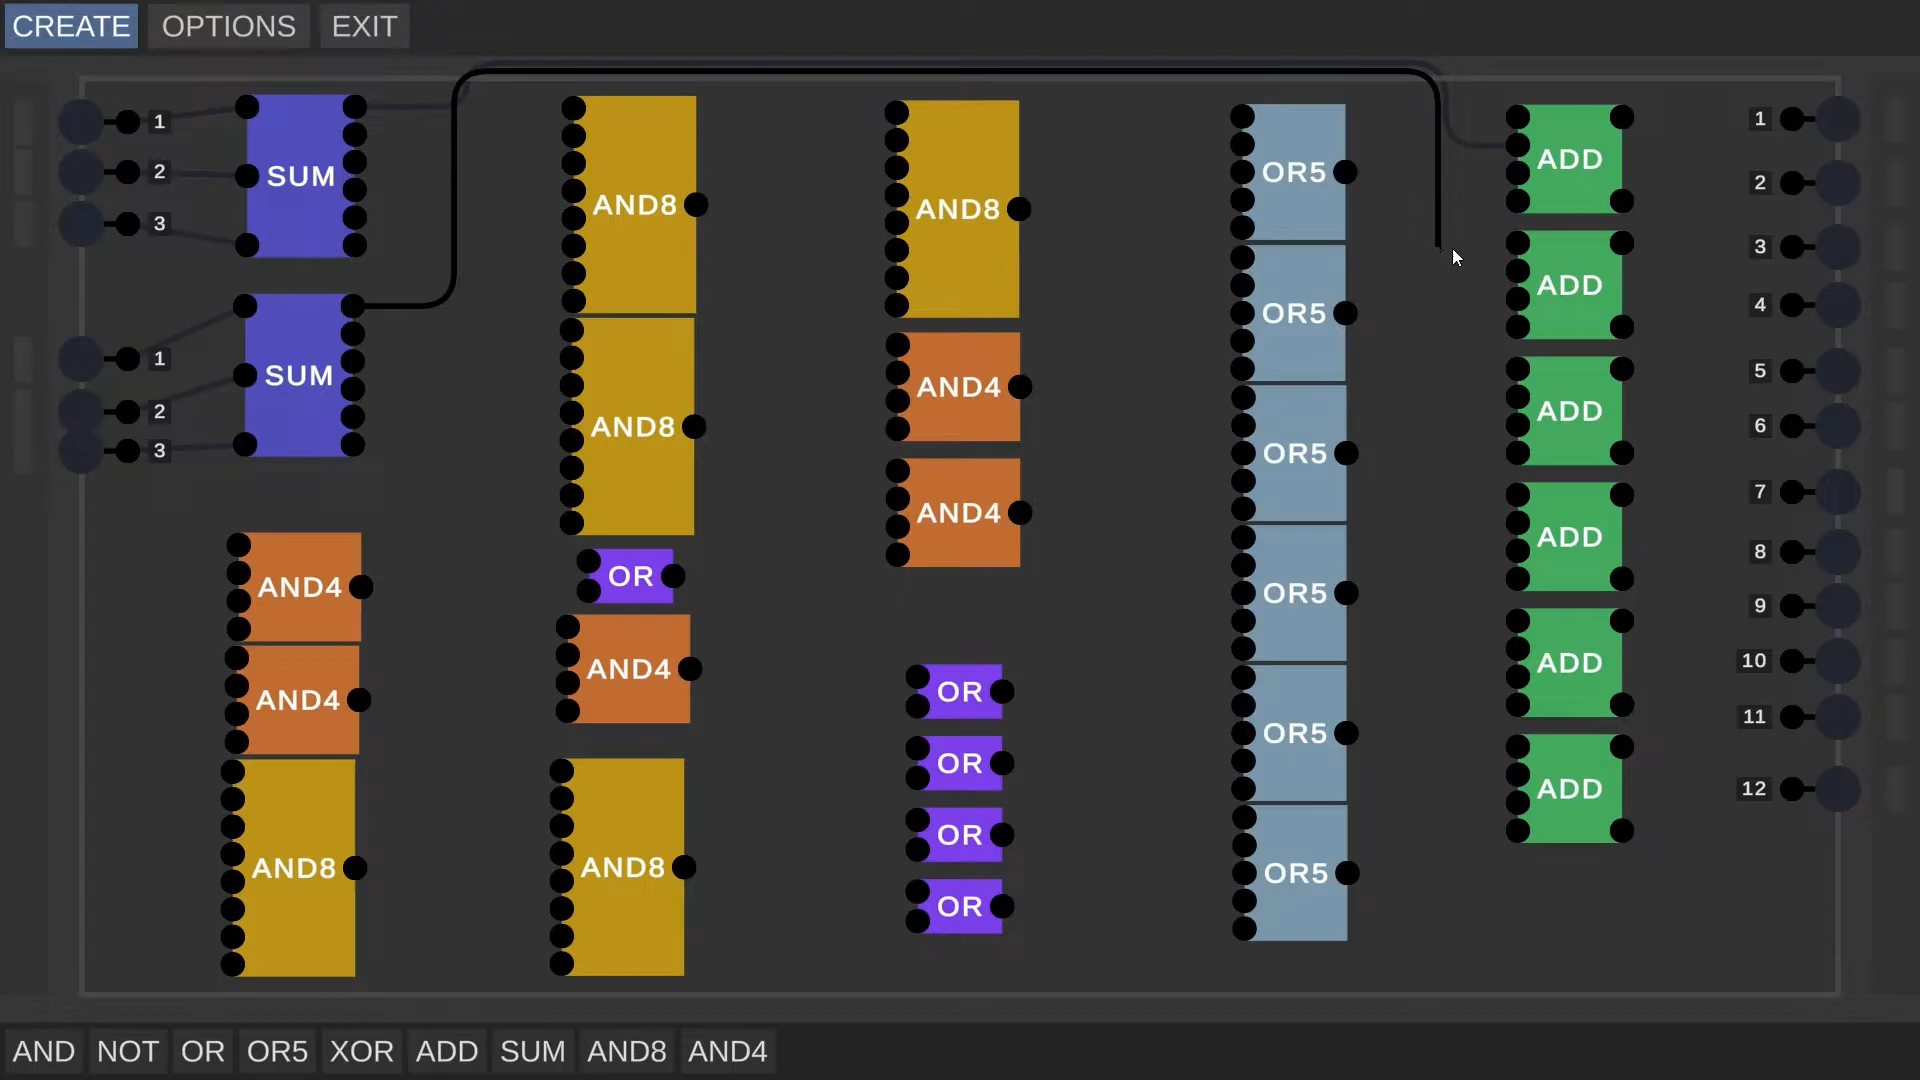 CREATE OPTIONS EXIT
1
2
3
SUM
1
2
3
SUM
AND4
AND4
AND8
AND8
AND8
OR
AND4
AND8
AND8
AND4
AND4
OR
OR
OR
OR
OR5
OR5
OR5
OR5
OR5
OR5
ADD
ADD
ADD
ADD
ADD
ADD
1
2
3
4
5
6
7
8
9
10
11
12
AND NOT OR OR5 XOR ADD SUM AND8 AND4